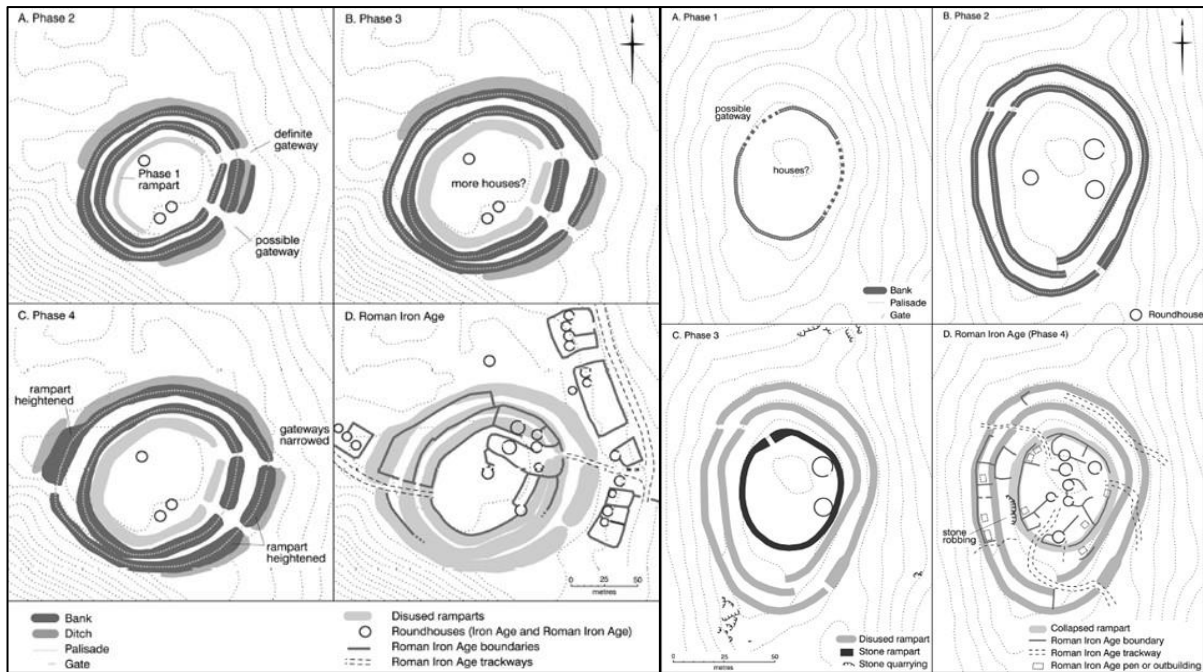 A. Phase 2
definite
gateway
Phase 1
rampart
possible
gateway
B. Phase 3
more houses?
C. Phase 4
rampart
heightened
gateways
narrowed
rampart
heightened
D. Roman Iron Age
0 25 50
metres
Bank
Ditch
Palisade
Gate
Disused ramparts
Roundhouses (Iron Age and Roman Iron Age)
Roman Iron Age boundaries
Roman Iron Age trackways
A. Phase 1
possible
gateway
houses?
Bank
Palisade
Gate
B. Phase 2
Roundhouse
C. Phase 3
0 25 50
metres
Disused rampart
Stone rampart
Stone quarrying
D. Roman Iron Age (Phase 4)
stone
robbing
Collapsed rampart
Roman Iron Age boundary
Roman Iron Age trackway
Roman Iron Age pen or outbuilding